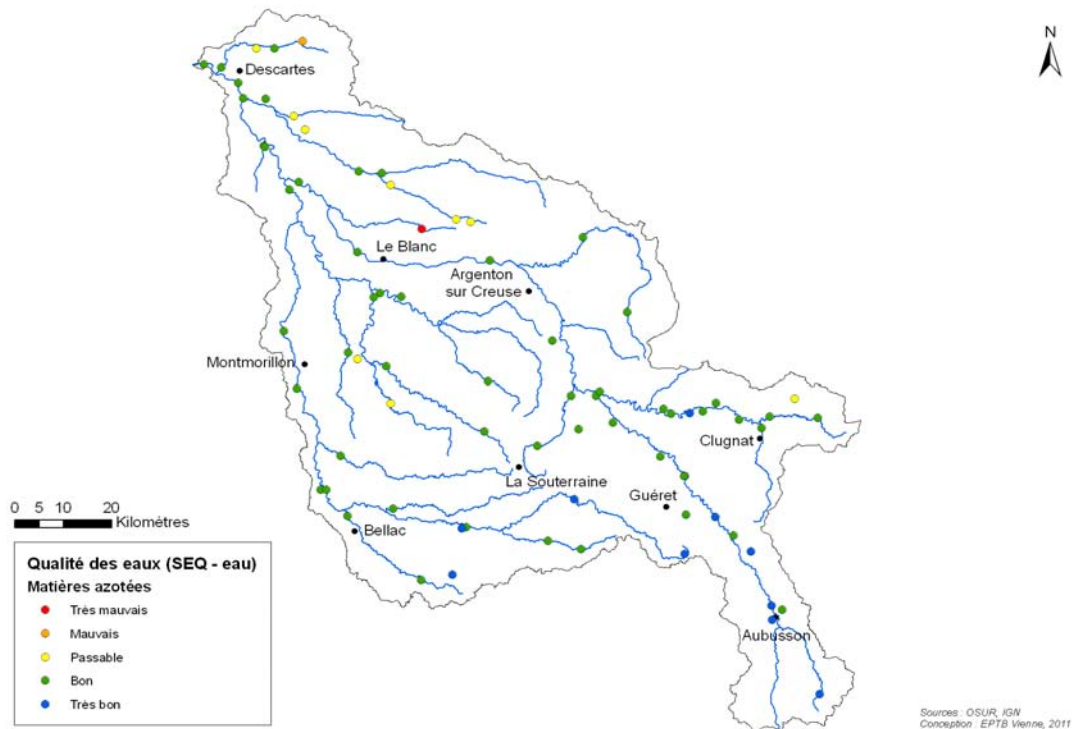 N
Descartes
Le Blanc
Argenton
sur Creuse
Montmorillon
Clugnat
La Souterraine
Guéret
Bellac
Aubusson
0 5 10 20
Kilométres
Qualité des eaux (SEQ - eau)
Matières azotées
Très mauvais
Mauvais
Passable
Bon
Très bon
Sources : OSUR, IGN
Conception : EPTB Vienne, 2011